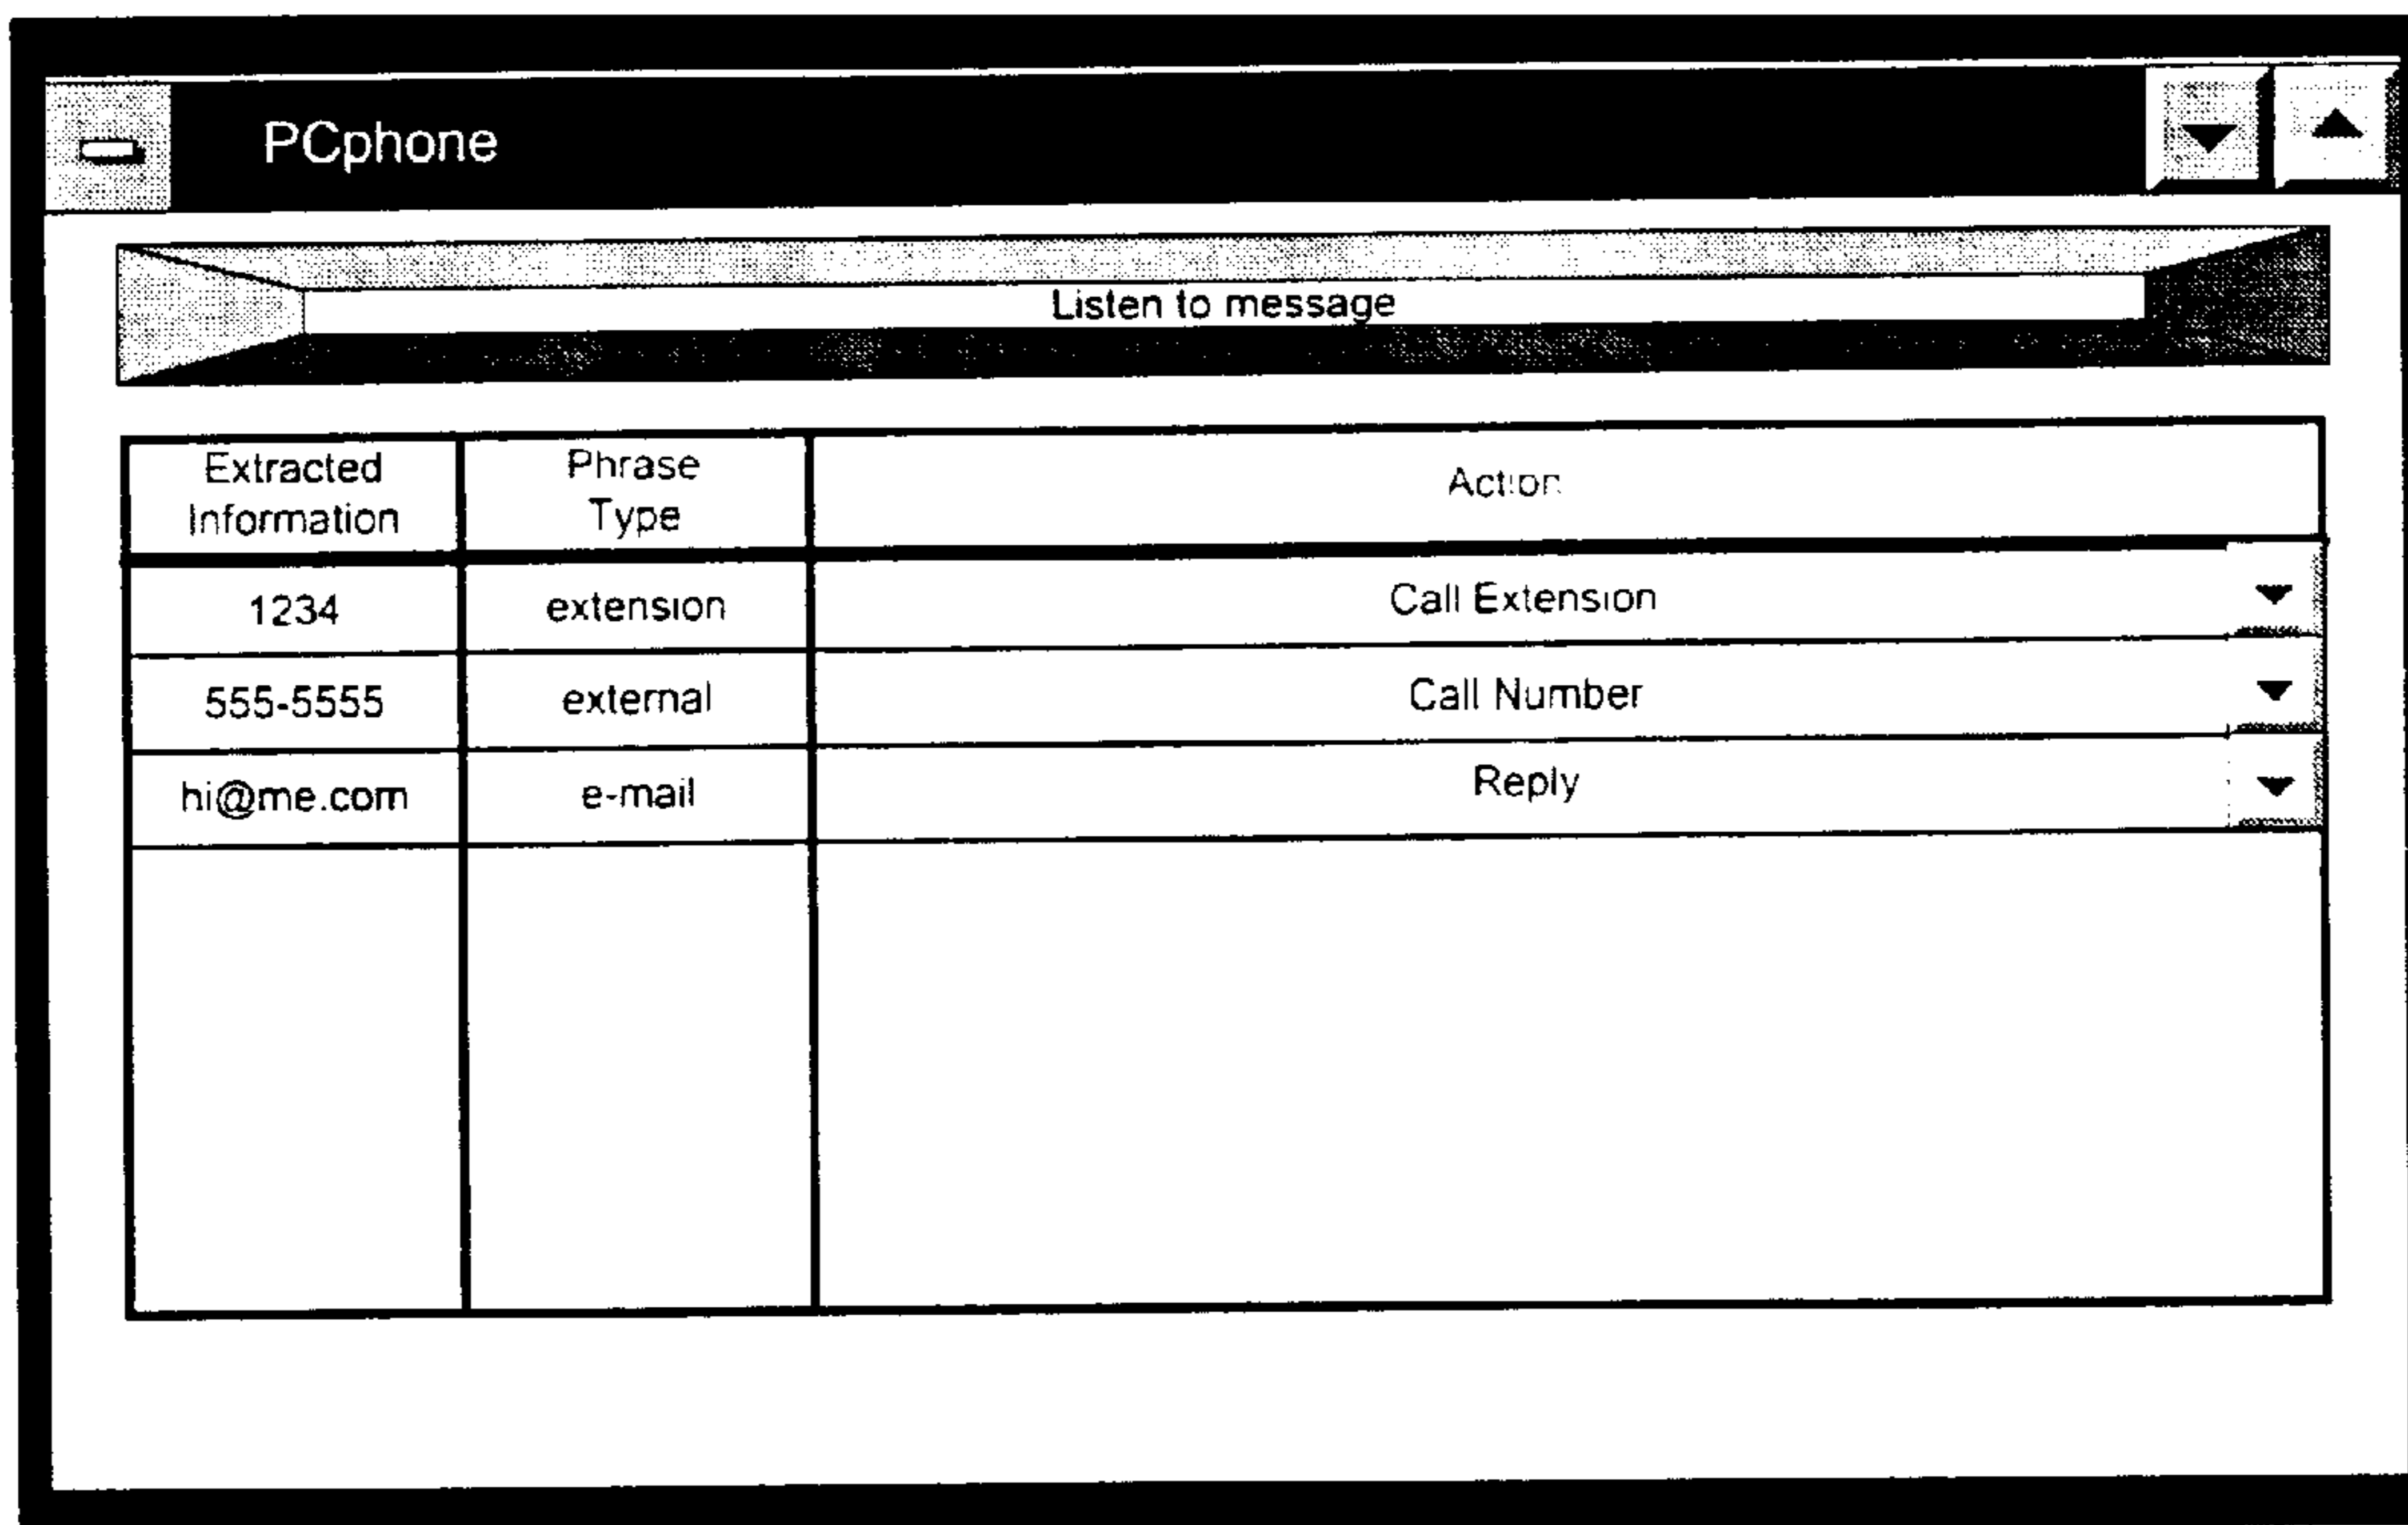 PCphone
Listen to message
Extracted Information
Phrase Type
Action
1234 extension Call Extension
555-5555 external Call Number
hi@me.com e-mail Reply